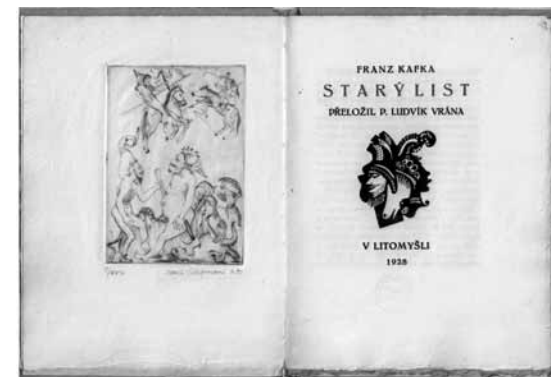 FRANZ KAFKA
STARÝ LIST
PŘELOŽIL P. LUDVÍK VRÁNA
V LITOMYŠLI
1928